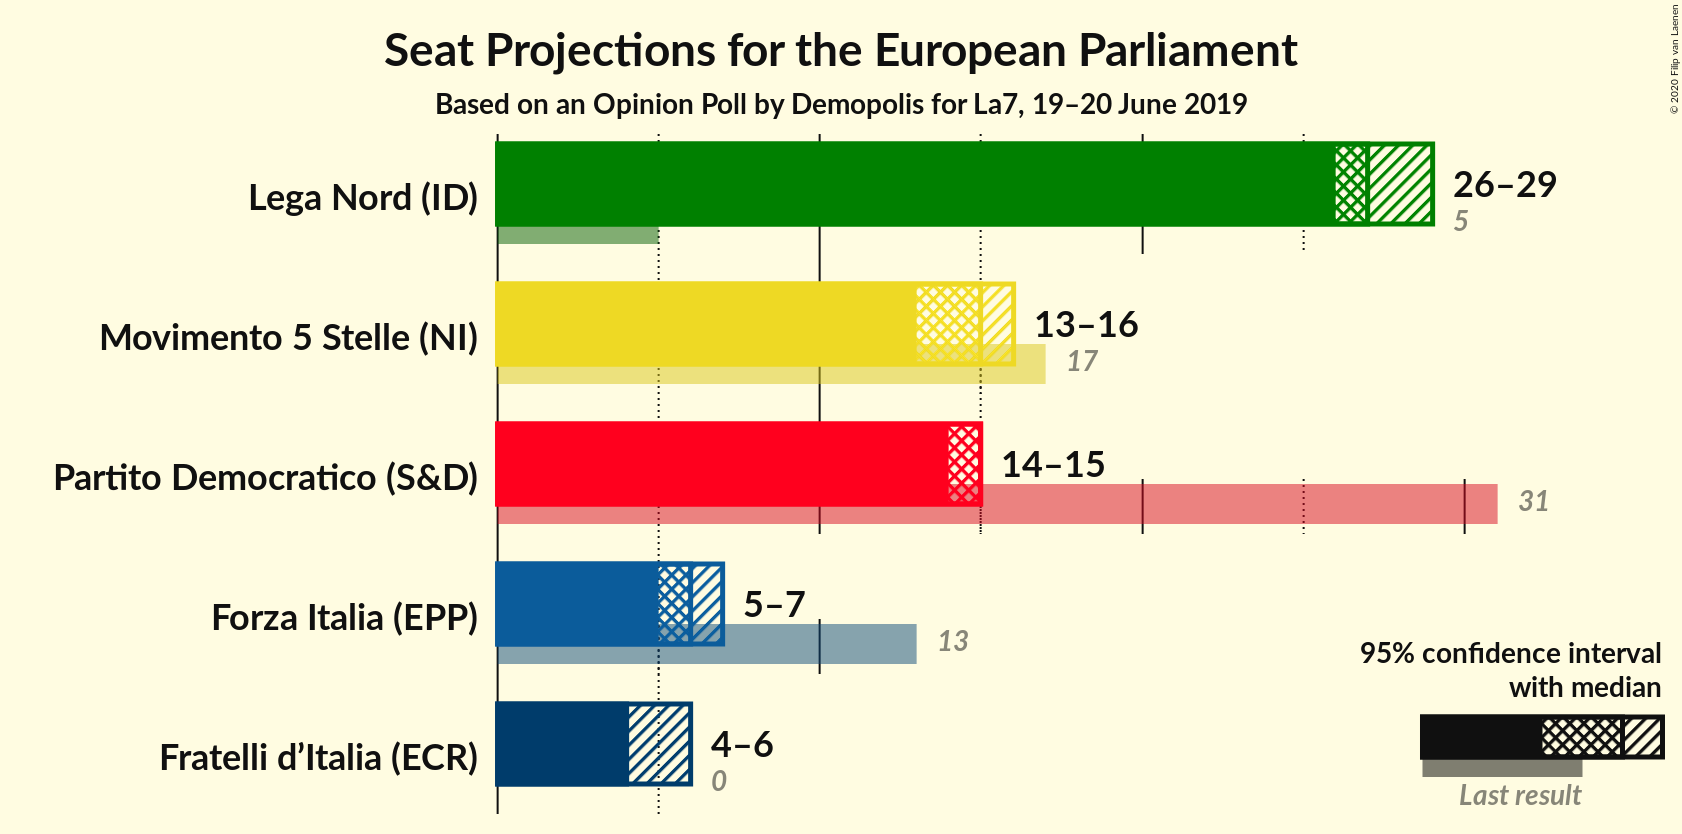 Seat Projections for the European Parliament
Based on an Opinion Poll by Demopolis for La7, 19–20 June 2019
© 2020 Filip van Laenen
Lega Nord (ID)
26–29
5
Movimento 5 Stelle (NI)
13–16
17
Partito Democratico (S&D)
14–15
31
Forza Italia (EPP)
5–7
13
Fratelli d’Italia (ECR)
4–6
0
95% confidence interval
with median
Last result